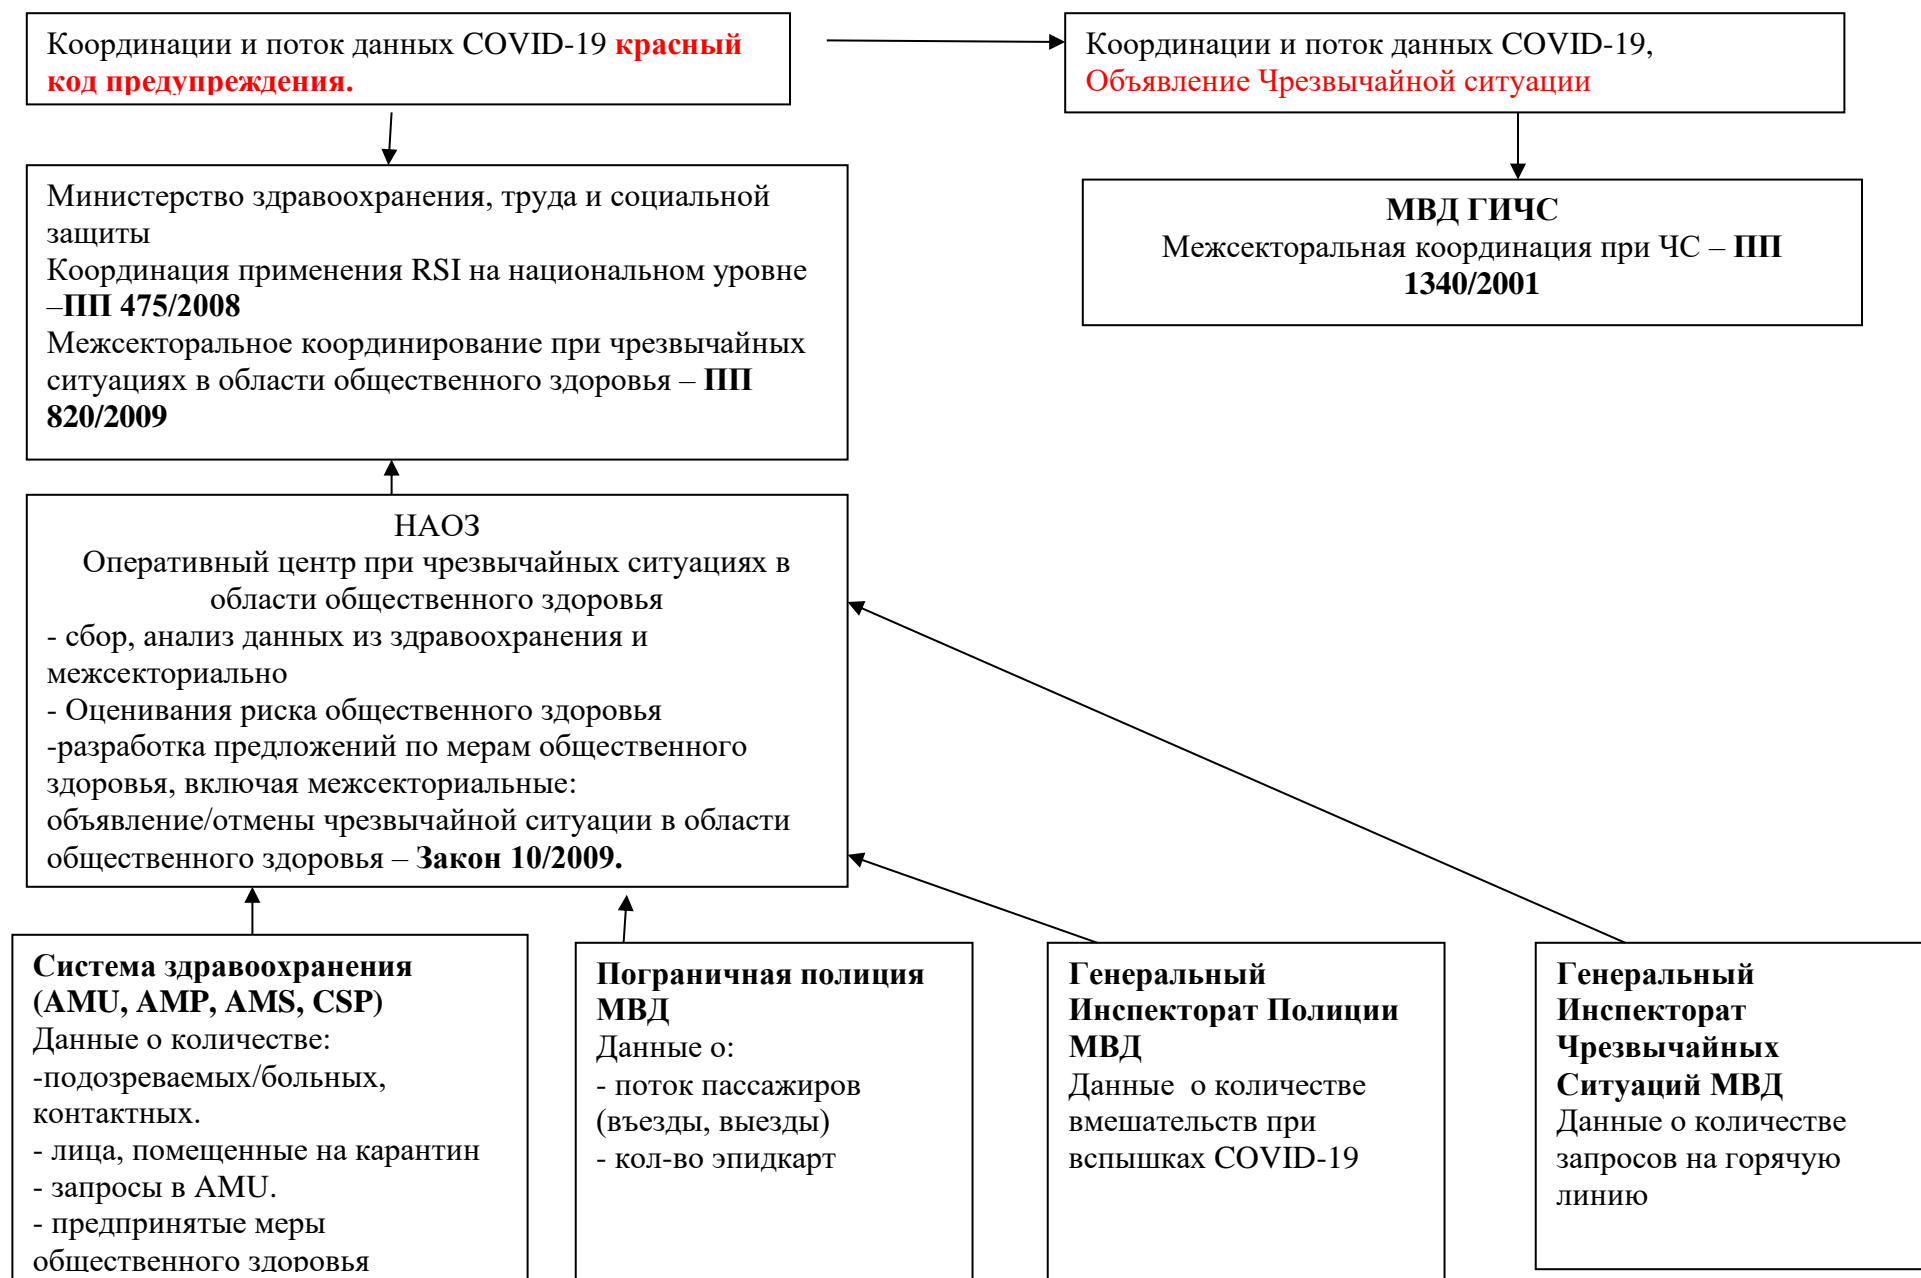 Координации и поток данных COVID-19 красный
код предупреждения.
Координации и поток данных COVID-19,
Объявление Чрезвычайной ситуации
Министерство здравоохранения, труда и социальной
защиты
Координация применения RSI на национальном уровне
–ПП 475/2008
Межсекторальное координирование при чрезвычайных
ситуациях в области общественного здоровья – ПП
820/2009
МВД ГИЧС
Межсекторальная координация при ЧС – ПП
1340/2001
НАОЗ
Оперативный центр при чрезвычайных ситуациях в
области общественного здоровья
- сбор, анализ данных из здравоохранения и
межсекториально
- Оценивания риска общественного здоровья
-разработка предложений по мерам общественного
здоровья, включая межсекториальные:
объявление/отмены чрезвычайной ситуации в области
общественного здоровья – Закон 10/2009.
Система здравоохранения
(AMU, AMP, AMS, CSP)
Данные о количестве:
-подозреваемых/больных,
контактных.
- лица, помещенные на карантин
- запросы в AMU.
- предпринятые меры
общественного здоровья
Пограничная полиция
МВД
Данные о:
- поток пассажиров
(въезды, выезды)
- кол-во эпидкарт
Генеральный
Инспекторат Полиции
МВД
Данные  о количестве
вмешательств при
вспышках COVID-19
Генеральный
Инспекторат
Чрезвычайных
Ситуаций МВД
Данные о количестве
запросов на горячую
линию